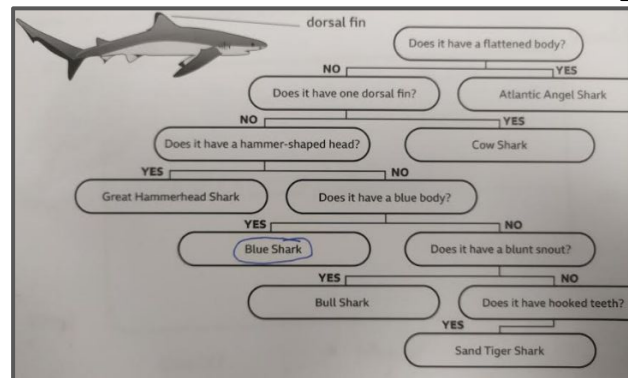 dorsal fin
Does it have a flattened body?
NO
YES
Does it have one dorsal fin?
Atlantic Angel Shark
NO
YES
Does it have a hammer-shaped head?
Cow Shark
YES
NO
Great Hammerhead Shark
Does it have a blue body?
YES
NO
Blue Shark
Does it have a blunt snout?
YES
NO
Bull Shark
Does it have hooked teeth?
YES
Sand Tiger Shark